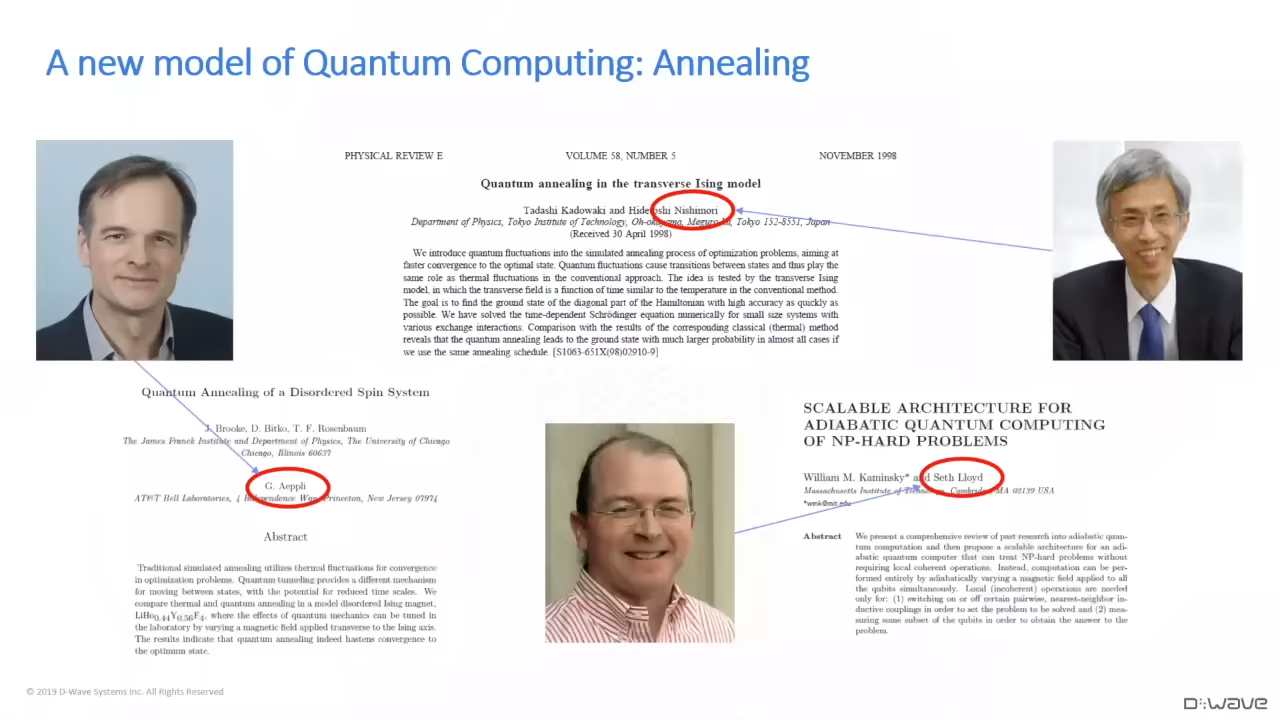 A new model of Quantum Computing: Annealing
PHYSICAL REVIEW E VOLUME 58, NUMBER 5 NOVEMBER 1998
Quantum annealing in the transverse Ising model
Tadashi Kadowaki and Hidetoshi Nishimori
Department of Physics, Tokyo Institute of Technology, Oh-okayama, Meguro-ku, Tokyo 152-8551, Japan
(Received 30 April 1998)
We introduce quantum fluctuations into the simulated annealing process of optimization problems, aiming at
faster convergence to the optimal state. Quantum fluctuations cause transitions between states and thus play the
same role as thermal fluctuations in the conventional approach. The idea is tested by the transverse Ising
model, in which the transverse field is a function of time similar to the temperature in the conventional method.
The goal is to find the ground state of the diagonal part of the Hamiltonian with high accuracy as quickly as
possible. We have solved the time-dependent Schrödinger equation numerically for small size systems with
various exchange interactions. Comparison with the results of the corresponding classical (thermal) method
reveals that the quantum annealing leads to the ground state with much larger probability in almost all cases if
we use the same annealing schedule. [S1063-651X(98)02910-9]
Quantum Annealing of a Disordered Spin System
J. Brooke, D. Bitko, T. F. Rosenbaum
The James Franck Institute and Department of Physics, The University of Chicago
Chicago, Illinois 60637
G. Aeppli
AT&T Bell Laboratories, 4 Independence Way, Princeton, New Jersey 07974
Abstract
Traditional simulated annealing utilizes thermal fluctuations for convergence
in optimization problems. Quantum tunneling provides a different mechanism
for moving between states, with the potential for reduced time scales. We
compare thermal and quantum annealing in a model disordered Ising magnet,
LiHo0.44Y0.56F4, where the effects of quantum mechanics can be tuned in
the laboratory by varying a magnetic field applied transverse to the Ising axis.
The results indicate that quantum annealing indeed hastens convergence to
the optimum state.
SCALABLE ARCHITECTURE FOR
ADIABATIC QUANTUM COMPUTING
OF NP-HARD PROBLEMS
William M. Kaminsky* and Seth Lloyd
Massachusetts Institute of Technology, Cambridge, MA 02139 USA
*wmk@mit.edu
Abstract We present a comprehensive review of past research into adiabatic quan-
tum computation and then propose a scalable architecture for an adi-
abatic quantum computer that can treat NP-hard problems without
requiring local coherent operations. Instead, computation can be per-
formed entirely by adiabatically varying a magnetic field applied to all
the qubits simultaneously. Local (incoherent) operations are needed
only for: (1) switching on or off certain pairwise, nearest-neighbor in-
ductive couplings in order to set the problem to be solved and (2) mea-
suring some subset of the qubits in order to obtain the answer to the
problem.
© 2019 D-Wave Systems Inc. All Rights Reserved
D:wave